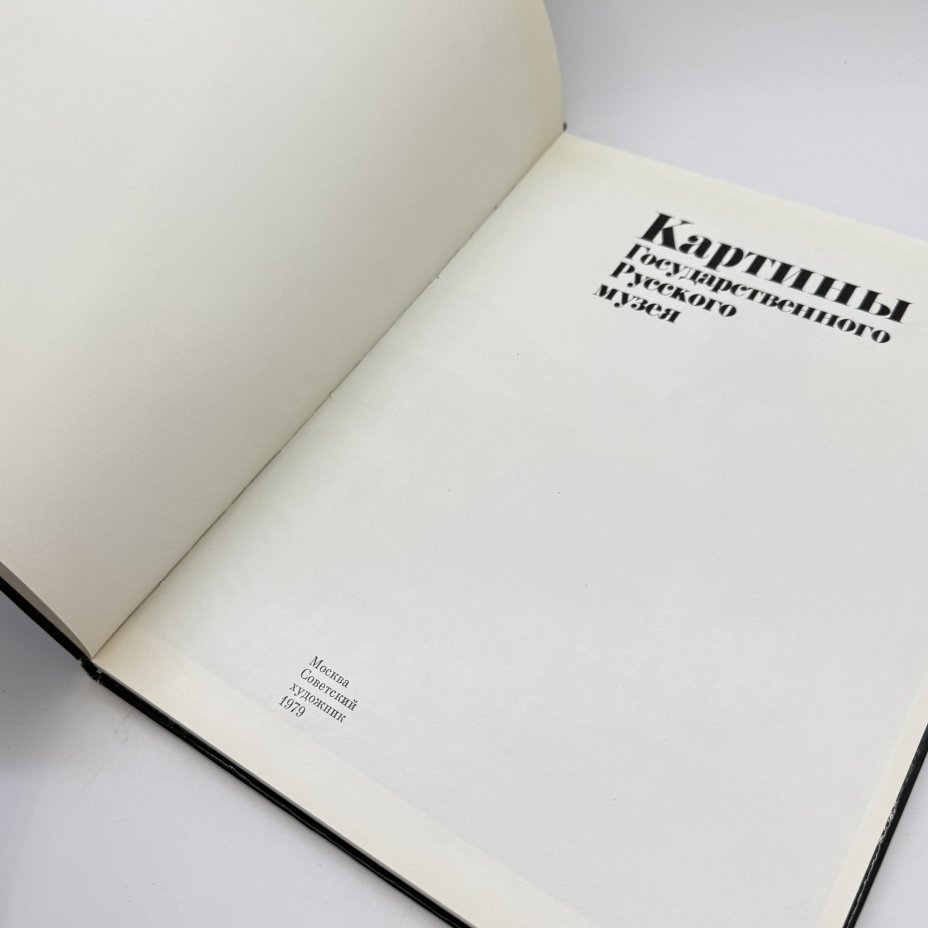 Картины
Государственного
Русского
музея
Москва
Советский
художник
1979